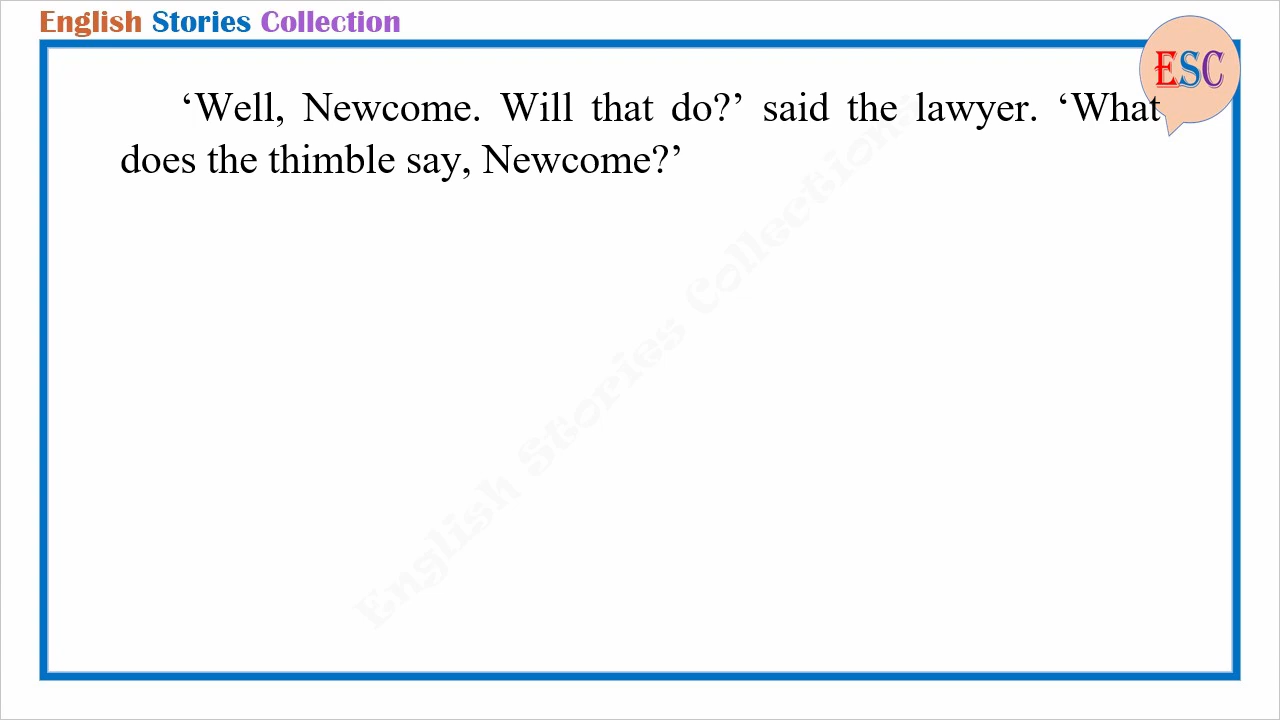 English Stories Collection
ESC
‘Well, Newcome. Will that do?’ said the lawyer. ‘What
does the thimble say, Newcome?’
English Stories Collections